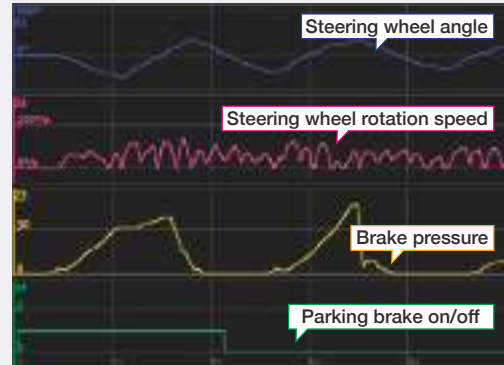 Steering wheel angle
Steering wheel rotation speed
Brake pressure
Parking brake on/off